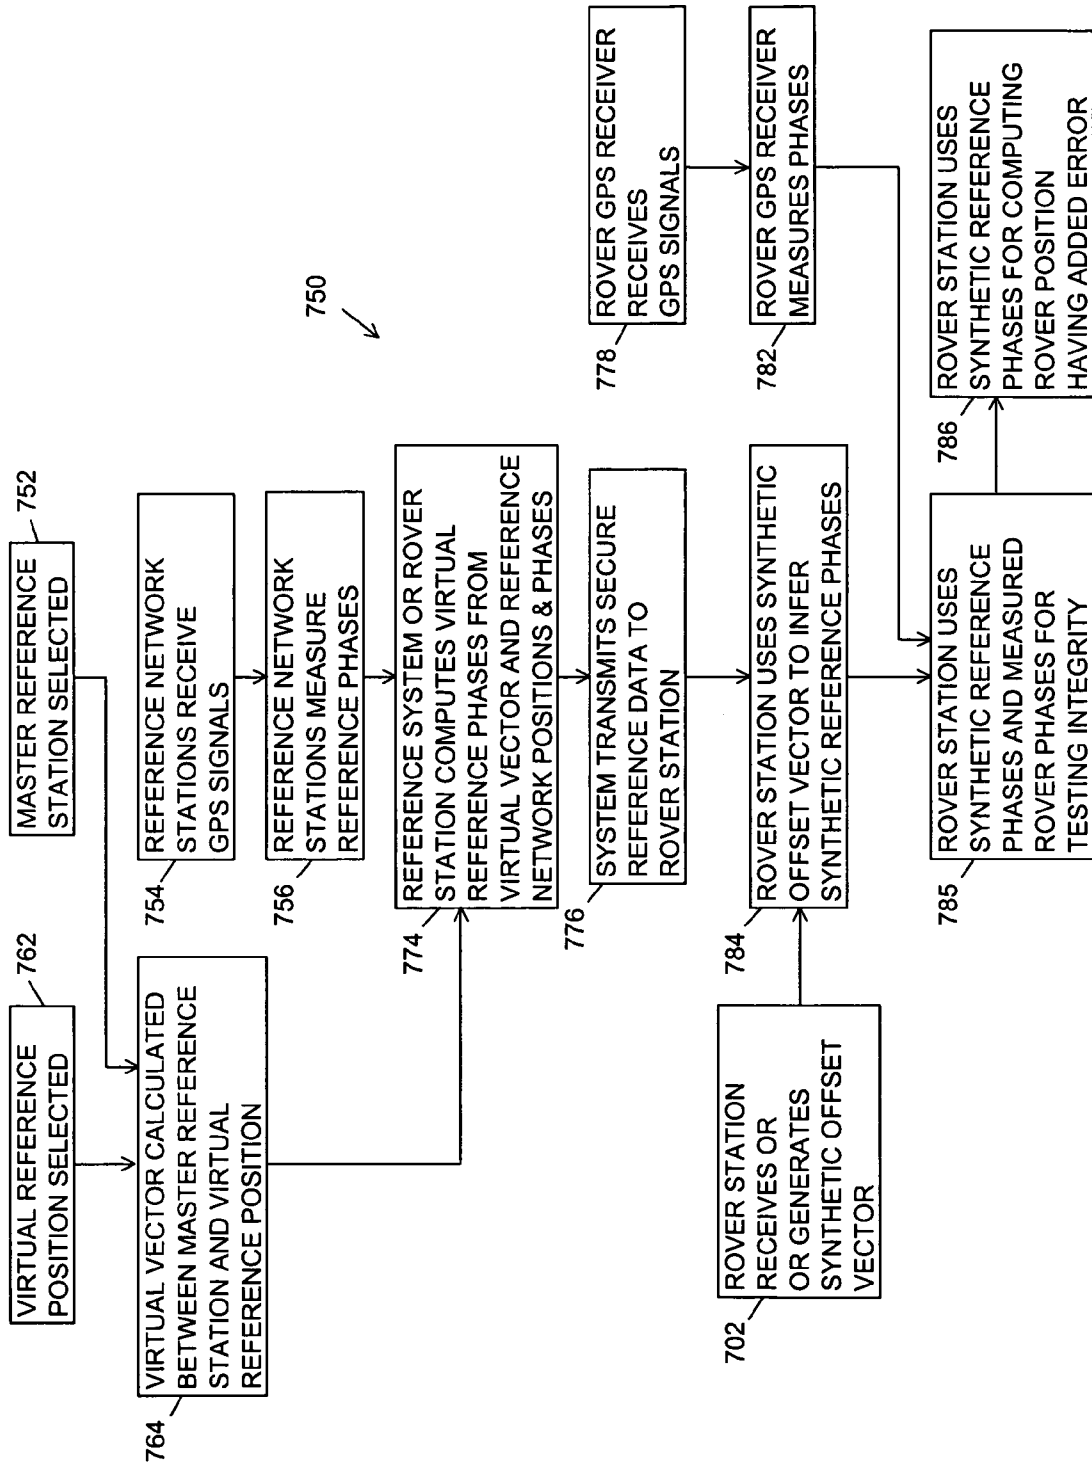 VIRTUAL REFERENCE
POSITION SELECTED
762
MASTER REFERENCE
STATION SELECTED
752
VIRTUAL VECTOR CALCULATED
BETWEEN MASTER REFERENCE
STATION AND VIRTUAL
REFERENCE POSITION
764
REFERENCE NETWORK
STATIONS RECEIVE
GPS SIGNALS
754
REFERENCE NETWORK
STATIONS MEASURE
REFERENCE PHASES
756
750
REFERENCE SYSTEM OR ROVER
STATION COMPUTES VIRTUAL
REFERENCE PHASES FROM
VIRTUAL VECTOR AND REFERENCE
NETWORK POSITIONS & PHASES
774
SYSTEM TRANSMITS SECURE
REFERENCE DATA TO
ROVER STATION
776
ROVER GPS RECEIVER
RECEIVES
GPS SIGNALS
778
ROVER STATION
RECEIVES OR
OR GENERATES
SYNTHETIC OFFSET
VECTOR
702
ROVER STATION USES SYNTHETIC
OFFSET VECTOR TO INFER
SYNTHETIC REFERENCE PHASES
784
ROVER GPS RECEIVER
MEASURES PHASES
782
ROVER STATION USES
SYNTHETIC REFERENCE
PHASES AND MEASURED
ROVER PHASES FOR
TESTING INTEGRITY
785
ROVER STATION USES
SYNTHETIC REFERENCE
PHASES FOR COMPUTING
ROVER POSITION
HAVING ADDED ERROR
786